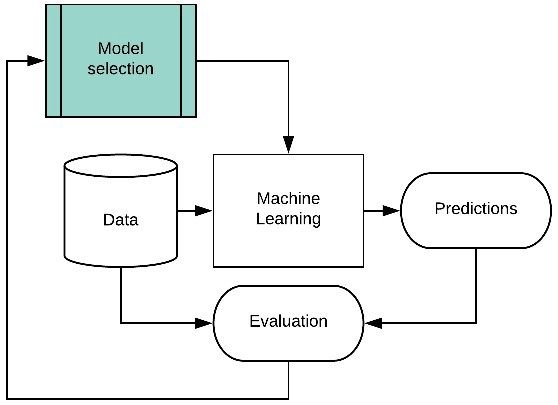 Model
selection
Data
Machine
Learning
Predictions
Evaluation